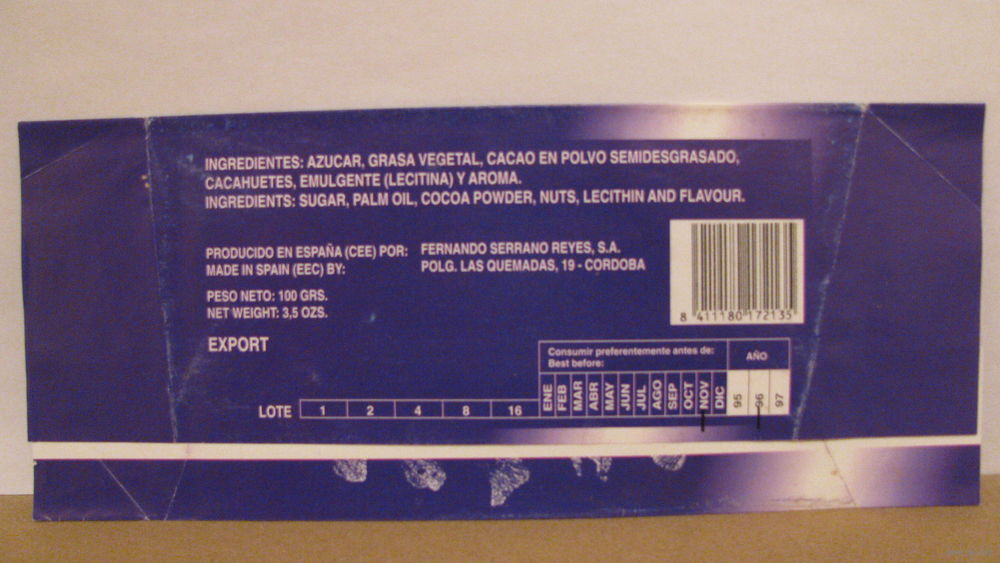 INGREDIENTES: AZUCAR, GRASA VEGETAL, CACAO EN POLVO SEMIDESGRASADO,
CACAHUETES, EMULGENTE (LECITINA) Y AROMA.
INGREDIENTS: SUGAR, PALM OIL, COCOA POWDER, NUTS, LECITHIN AND FLAVOUR.
PRODUCIDO EN ESPAÑA (CEE) POR: FERNANDO SERRANO REYES, S.A.
MADE IN SPAIN (EEC) BY: POLG. LAS QUEMADAS, 19 - CORDOBA
PESO NETO: 100 GRS.
NET WEIGHT: 3,5 OZS.
8 411180 172135
EXPORT
Consumir preferentemente antes de: AÑO
Best before:
ENE FEB MAR ABR MAY JUN JUL AGO SEP OCT NOV DIC 95 96 97
LOTE 1 2 4 8 16